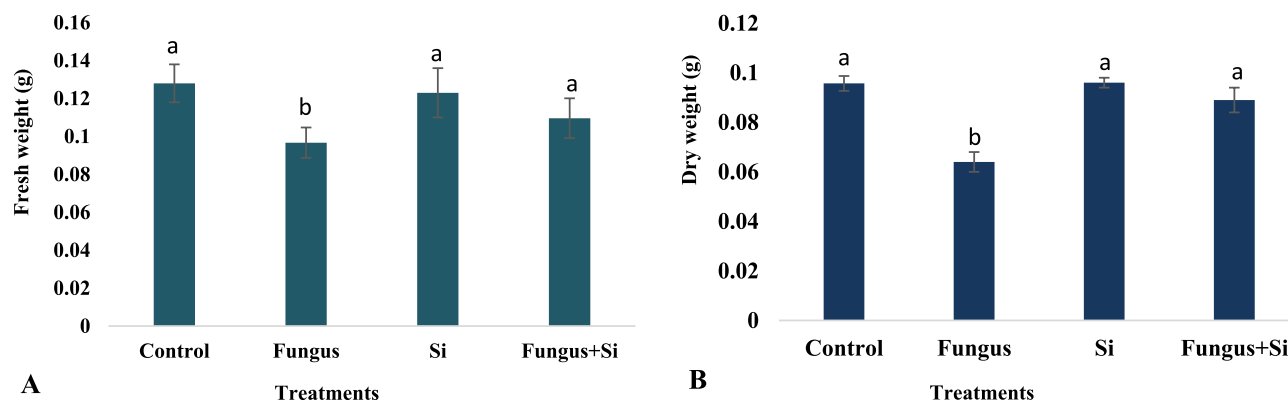 0.16
0.14
0.12
0.1
0.08
0.06
0.04
0.02
0
Fresh weight (g)
a
b
a
a
Control Fungus Si Fungus+Si
Treatments
A
0.12
0.1
0.08
0.06
0.04
0.02
0
Dry weight (g)
a
b
a
a
Control Fungus Si Fungus+Si
Treatments
B